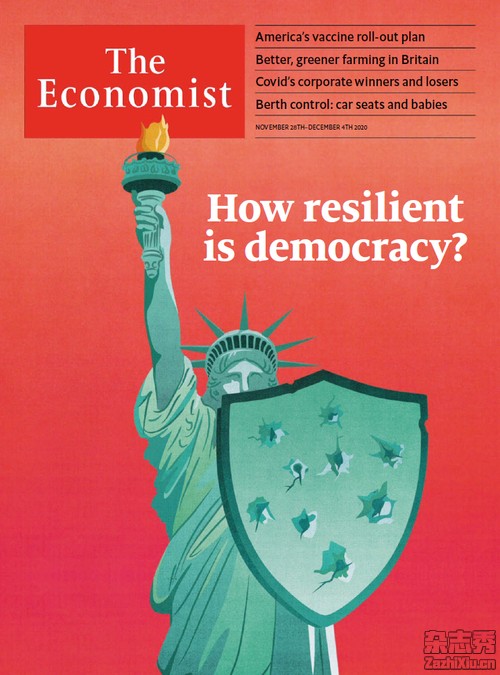 The
Economist
America's vaccine roll-out plan
Better, greener farming in Britain
Covid's corporate winners and losers
Berth control: car seats and babies
NOVEMBER 28TH–DECEMBER 4TH 2020
How resilient
is democracy?
杂志秀
ZaZhiXiu.cn